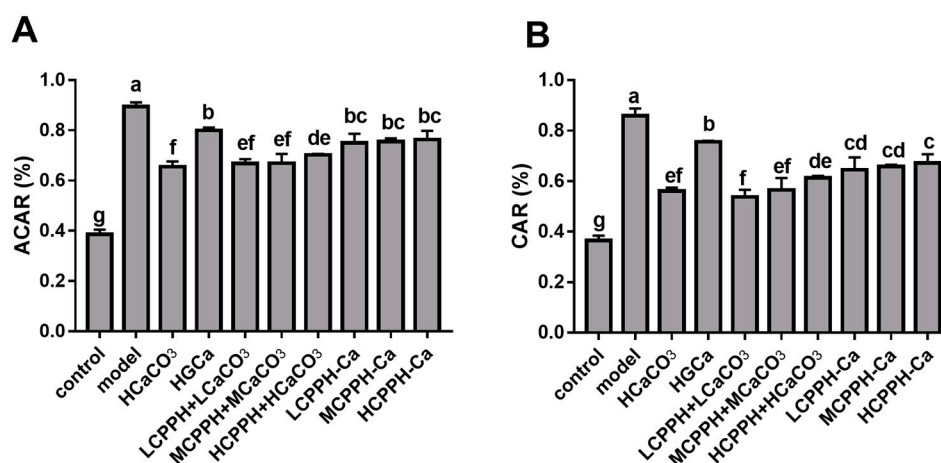 A
ACAR (%)
1.0
0.8
0.6
0.4
0.2
0.0
g
a
f
b
ef
ef
de
bc
bc
bc
control
model
HCaCO3
HGCa
LCPPH+LCaCO3
MCPPH+MCaCO3
HCPPH+HCaCO3
LCPPH-Ca
MCPPH-Ca
HCPPH-Ca
B
CAR (%)
1.0
0.8
0.6
0.4
0.2
0.0
g
a
ef
b
f
ef
de
cd
cd
c
control
model
HCaCO3
HGCa
LCPPH+LCaCO3
MCPPH+MCaCO3
HCPPH+HCaCO3
LCPPH-Ca
MCPPH-Ca
HCPPH-Ca